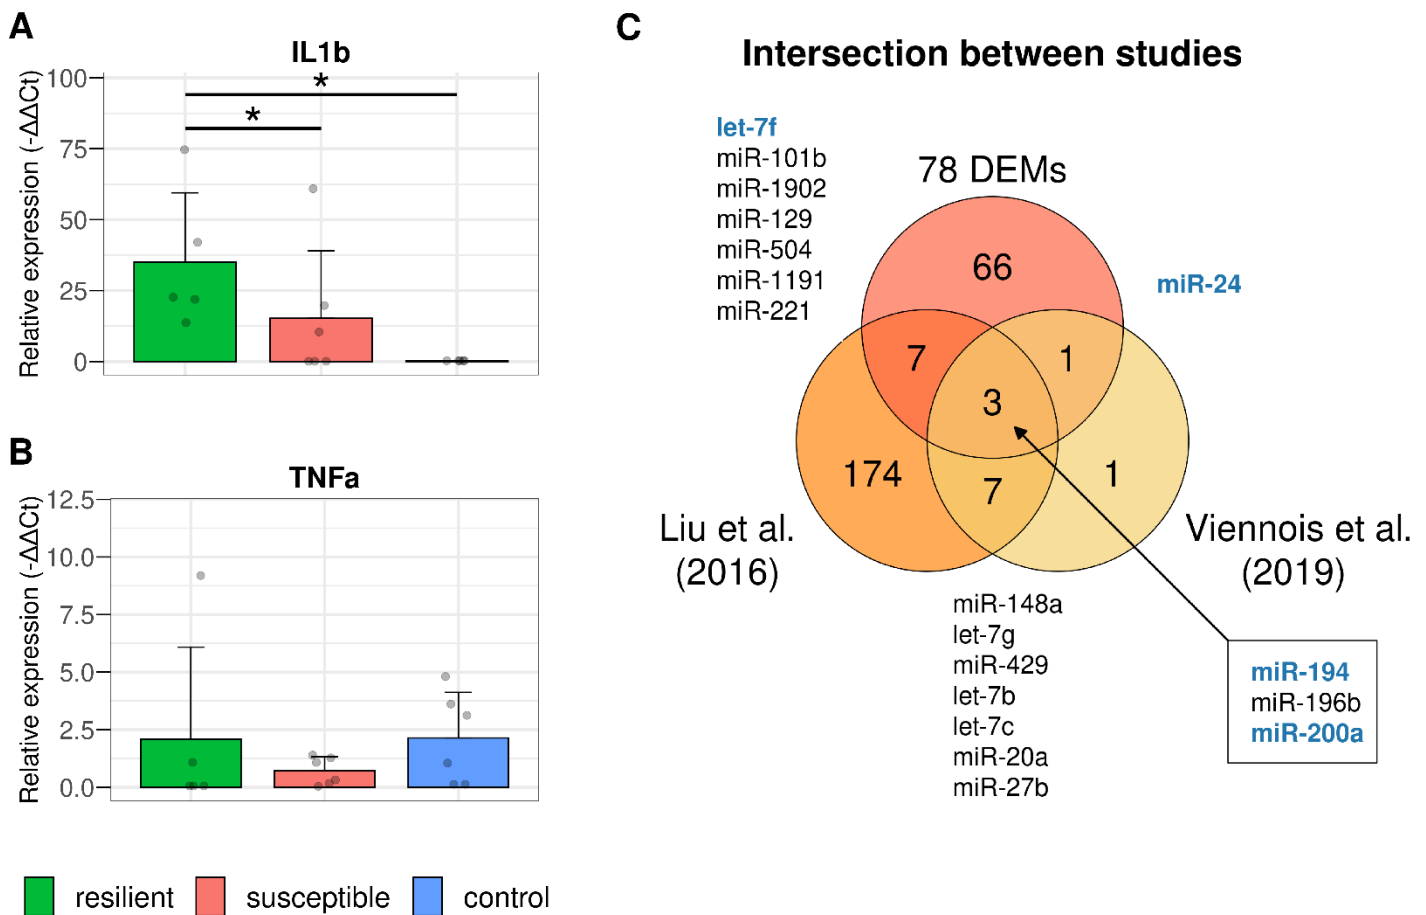 A
IL1b
Relative expression (-ΔΔCt)
100
75
50
25
0
*
*
B
TNFa
Relative expression (-ΔΔCt)
12.5
10.0
7.5
5.0
2.5
0.0
resilient
susceptible
control
C
Intersection between studies
let-7f
miR-101b
miR-1902
miR-129
miR-504
miR-1191
miR-221
78 DEMs
66
miR-24
7
1
3
174
7
1
Liu et al.
(2016)
Viennois et al.
(2019)
miR-148a
let-7g
miR-429
let-7b
let-7c
miR-20a
miR-27b
miR-194
miR-196b
miR-200a